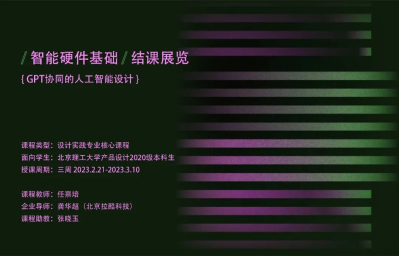 / 智能硬件基础 / 结课展览
{ GPT协同的人工智能设计 }
课程类型：设计实践专业核心课程
面向学生：北京理工大学产品设计2020级本科生
授课周期：三周 2023.2.21-2023.3.10
课程教师：任祟培
企业导师：龚华超（北京拉酷科技）
课程助教：张晓玉